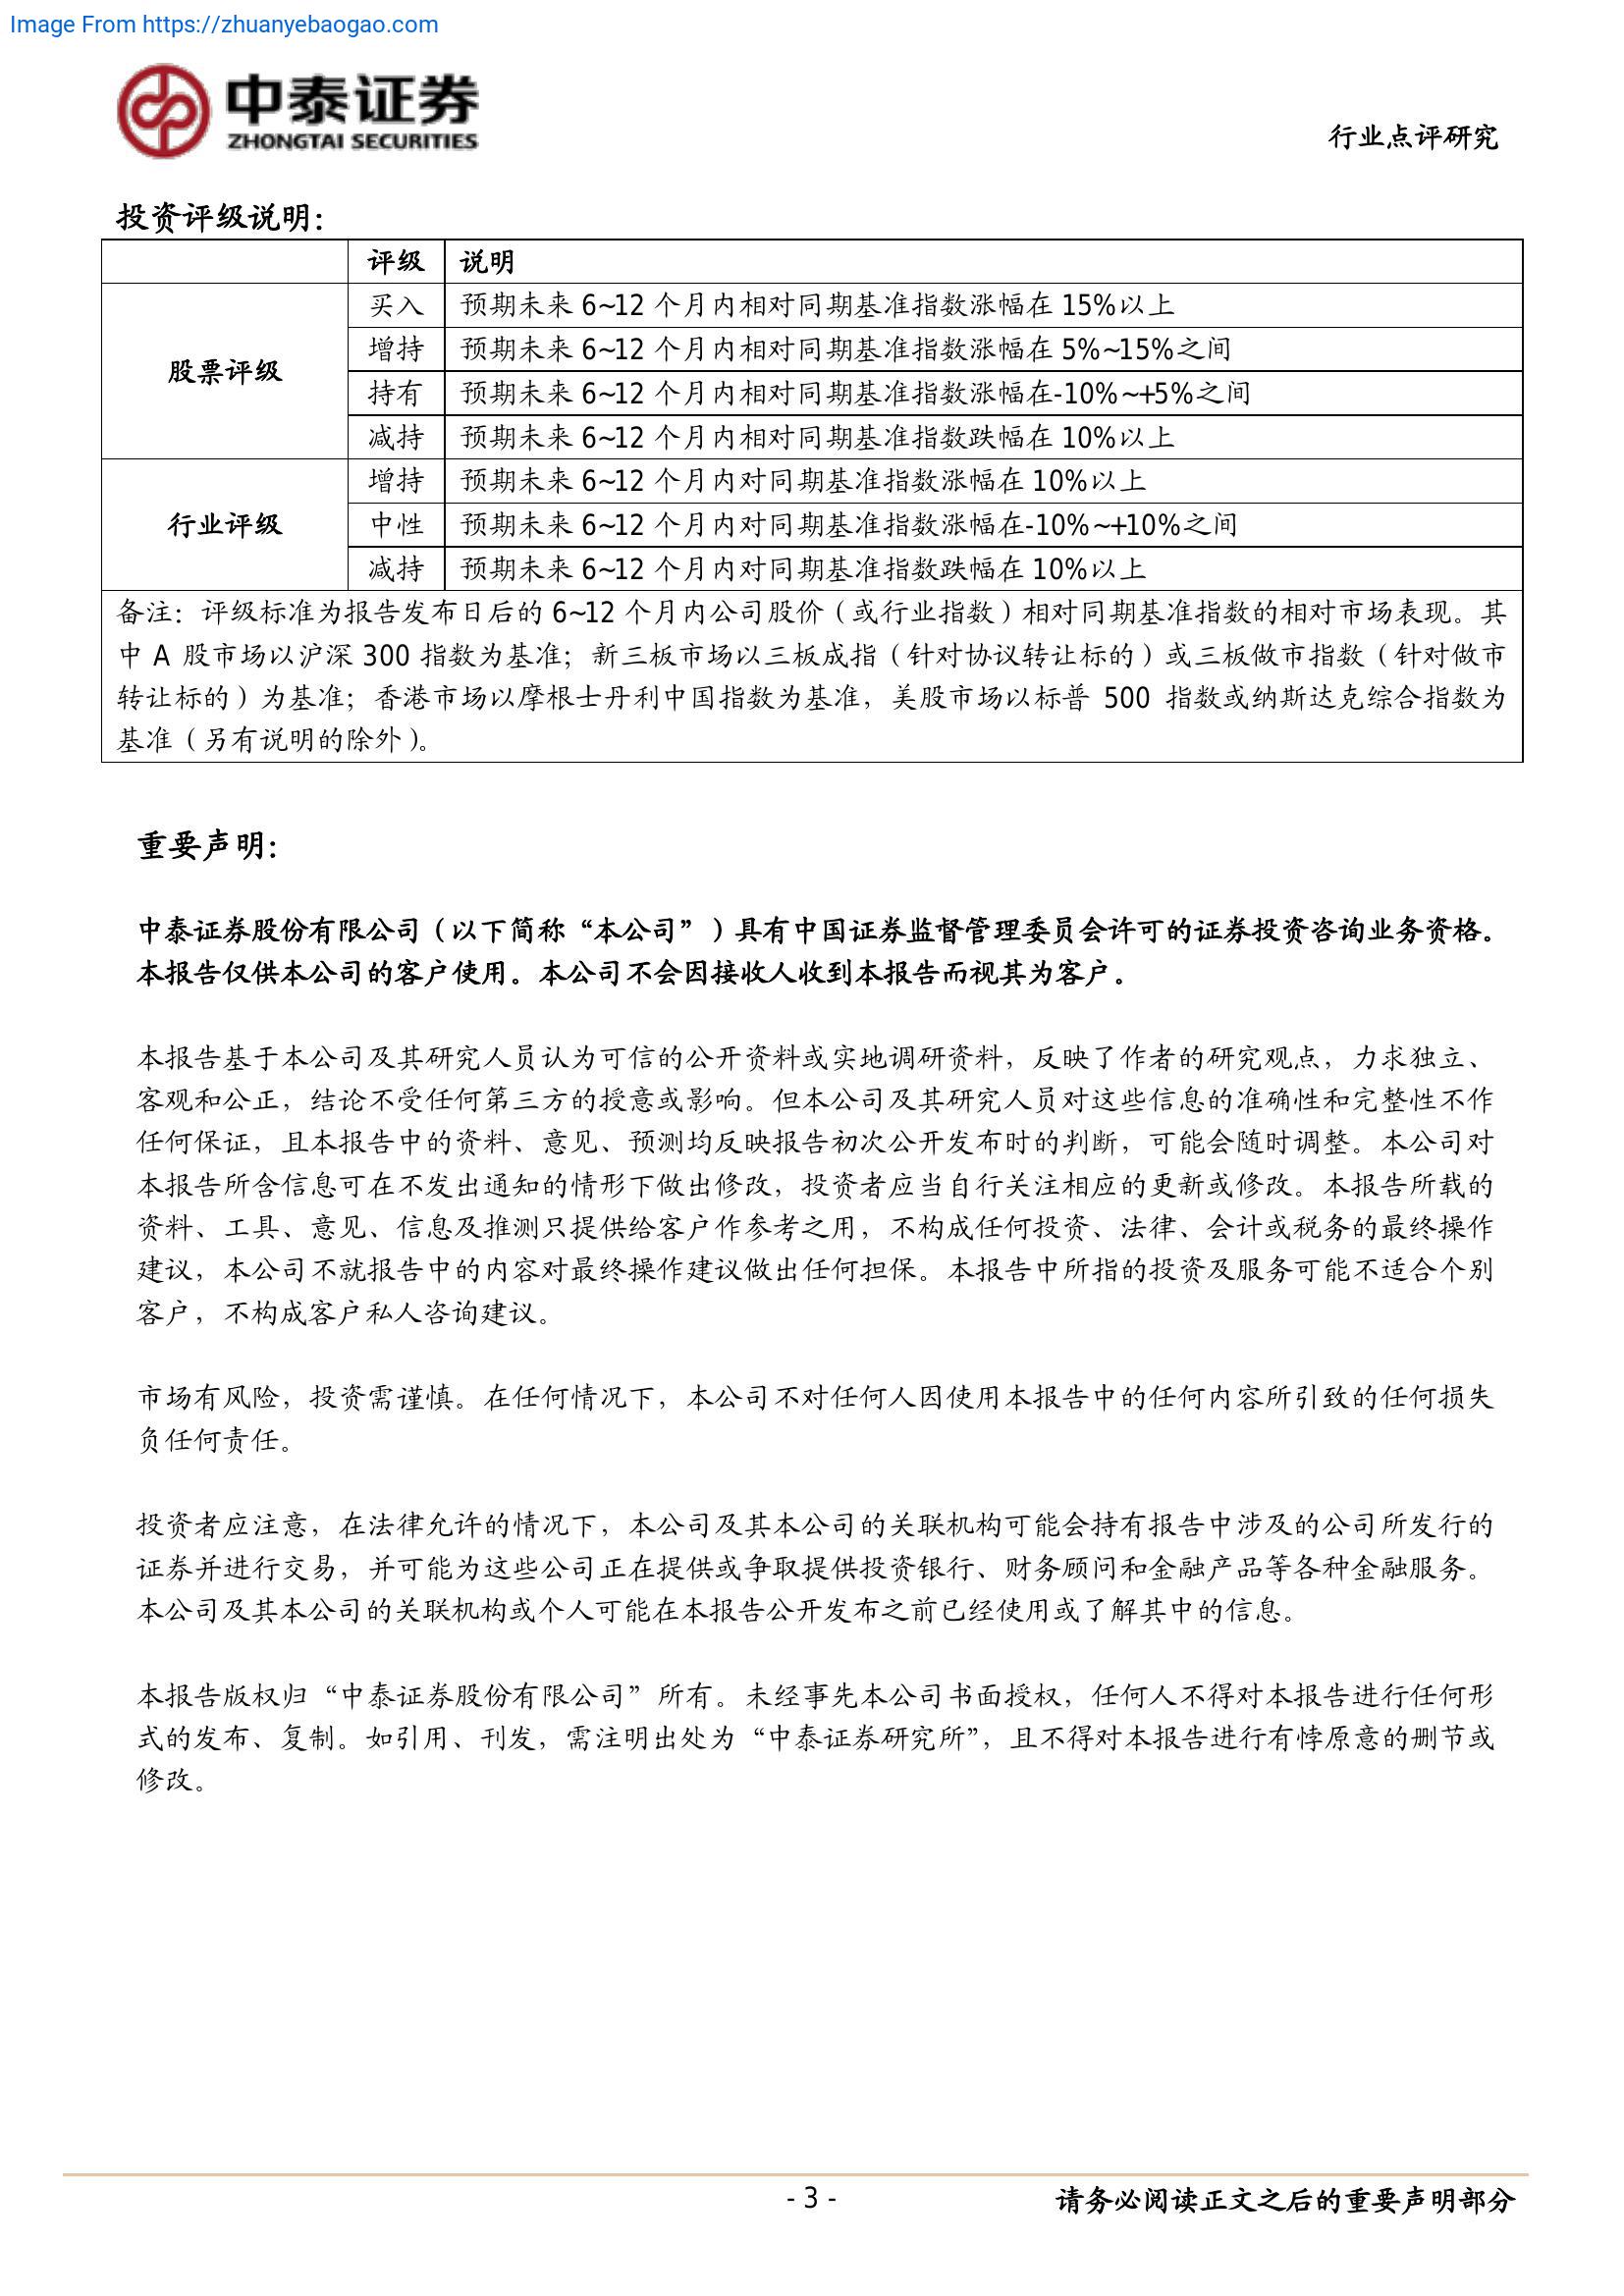 Image From https://zhuanyebaogao.com
中泰证券
ZHONGTAI SECURITIES
行业点评研究
投资评级说明：
评级 说明
股票评级
买入 预期未来 6~12 个月内相对同期基准指数涨幅在 15%以上
增持 预期未来 6~12 个月内相对同期基准指数涨幅在 5%~15%之间
持有 预期未来 6~12 个月内相对同期基准指数涨幅在-10%~+5%之间
减持 预期未来 6~12 个月内相对同期基准指数跌幅在 10%以上
行业评级
增持 预期未来 6~12 个月内对同期基准指数涨幅在 10%以上
中性 预期未来 6~12 个月内对同期基准指数涨幅在-10%~+10%之间
减持 预期未来 6~12 个月内对同期基准指数跌幅在 10%以上
备注：评级标准为报告发布日后的 6~12 个月内公司股价（或行业指数）相对同期基准指数的相对市场表现。其
中 A 股市场以沪深 300 指数为基准；新三板市场以三板成指（针对协议转让标的）或三板做市指数（针对做市
转让标的）为基准；香港市场以摩根士丹利中国指数为基准，美股市场以标普 500 指数或纳斯达克综合指数为
基准（另有说明的除外）。
重要声明：
中泰证券股份有限公司（以下简称“本公司”）具有中国证券监督管理委员会许可的证券投资咨询业务资格。
本报告仅供本公司的客户使用。本公司不会因接收人收到本报告而视其为客户。
本报告基于本公司及其研究人员认为可信的公开资料或实地调研资料，反映了作者的研究观点，力求独立、
客观和公正，结论不受任何第三方的授意或影响。但本公司及其研究人员对这些信息的准确性和完整性不作
任何保证，且本报告中的资料、意见、预测均反映报告初次公开发布时的判断，可能会随时调整。本公司对
本报告所含信息可在不发出通知的情形下做出修改，投资者应当自行关注相应的更新或修改。本报告所载的
资料、工具、意见、信息及推测只提供给客户作参考之用，不构成任何投资、法律、会计或税务的最终操作
建议，本公司不就报告中的内容对最终操作建议做出任何担保。本报告中所指的投资及服务可能不适合个别
客户，不构成客户私人咨询建议。
市场有风险，投资需谨慎。在任何情况下，本公司不对任何人因使用本报告中的任何内容所引致的任何损失
负任何责任。
投资者应注意，在法律允许的情况下，本公司及其本公司的关联机构可能会持有报告中涉及的公司所发行的
证券并进行交易，并可能为这些公司正在提供或争取提供投资银行、财务顾问和金融产品等各种金融服务。
本公司及其本公司的关联机构或个人可能在本报告公开发布之前已经使用或了解其中的信息。
本报告版权归“中泰证券股份有限公司”所有。未经事先本公司书面授权，任何人不得对本报告进行任何形
式的发布、复制。如引用、刊发，需注明出处为“中泰证券研究所”，且不得对本报告进行有悖原意的删节或
修改。
- 3 -
请务必阅读正文之后的重要声明部分